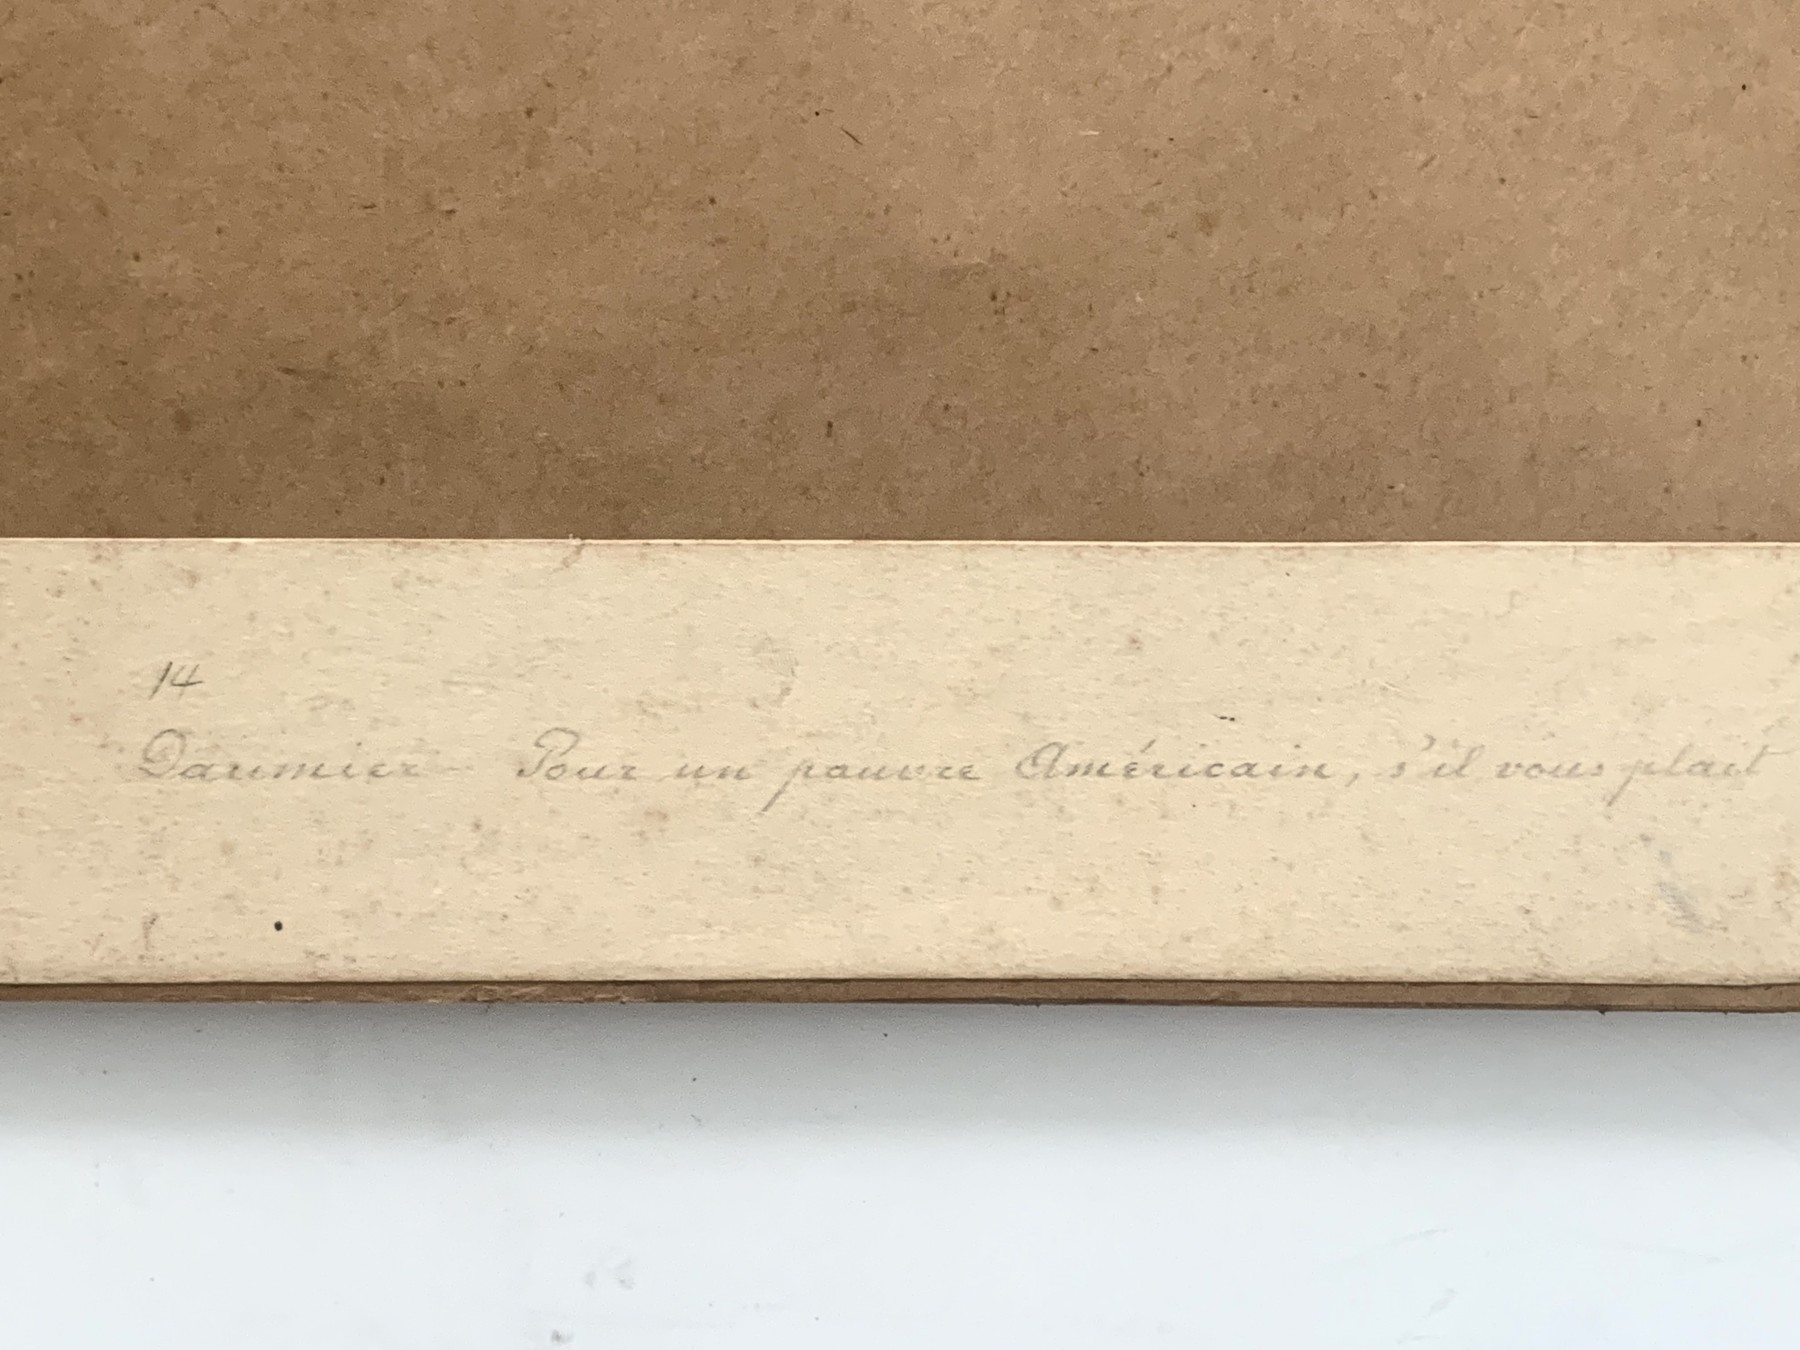 14
Daumier - Pour un pauvre Américain, s'il vous plait